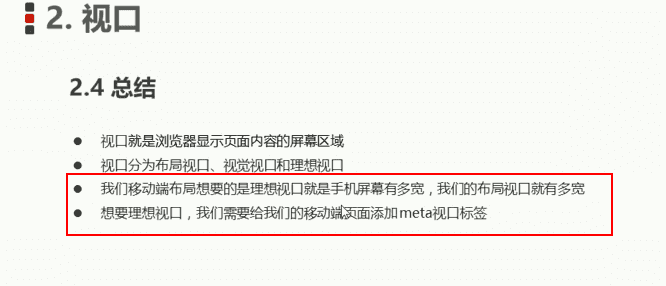 2. 视口
2.4 总结
● 视口就是浏览器显示页面内容的屏幕区域
● 视口分为布局视口、视觉视口和理想视口
● 我们移动端布局想要的是理想视口就是手机屏幕有多宽，我们的布局视口就有多宽
● 想要理想视口，我们需要给我们的移动端页面添加meta视口标签